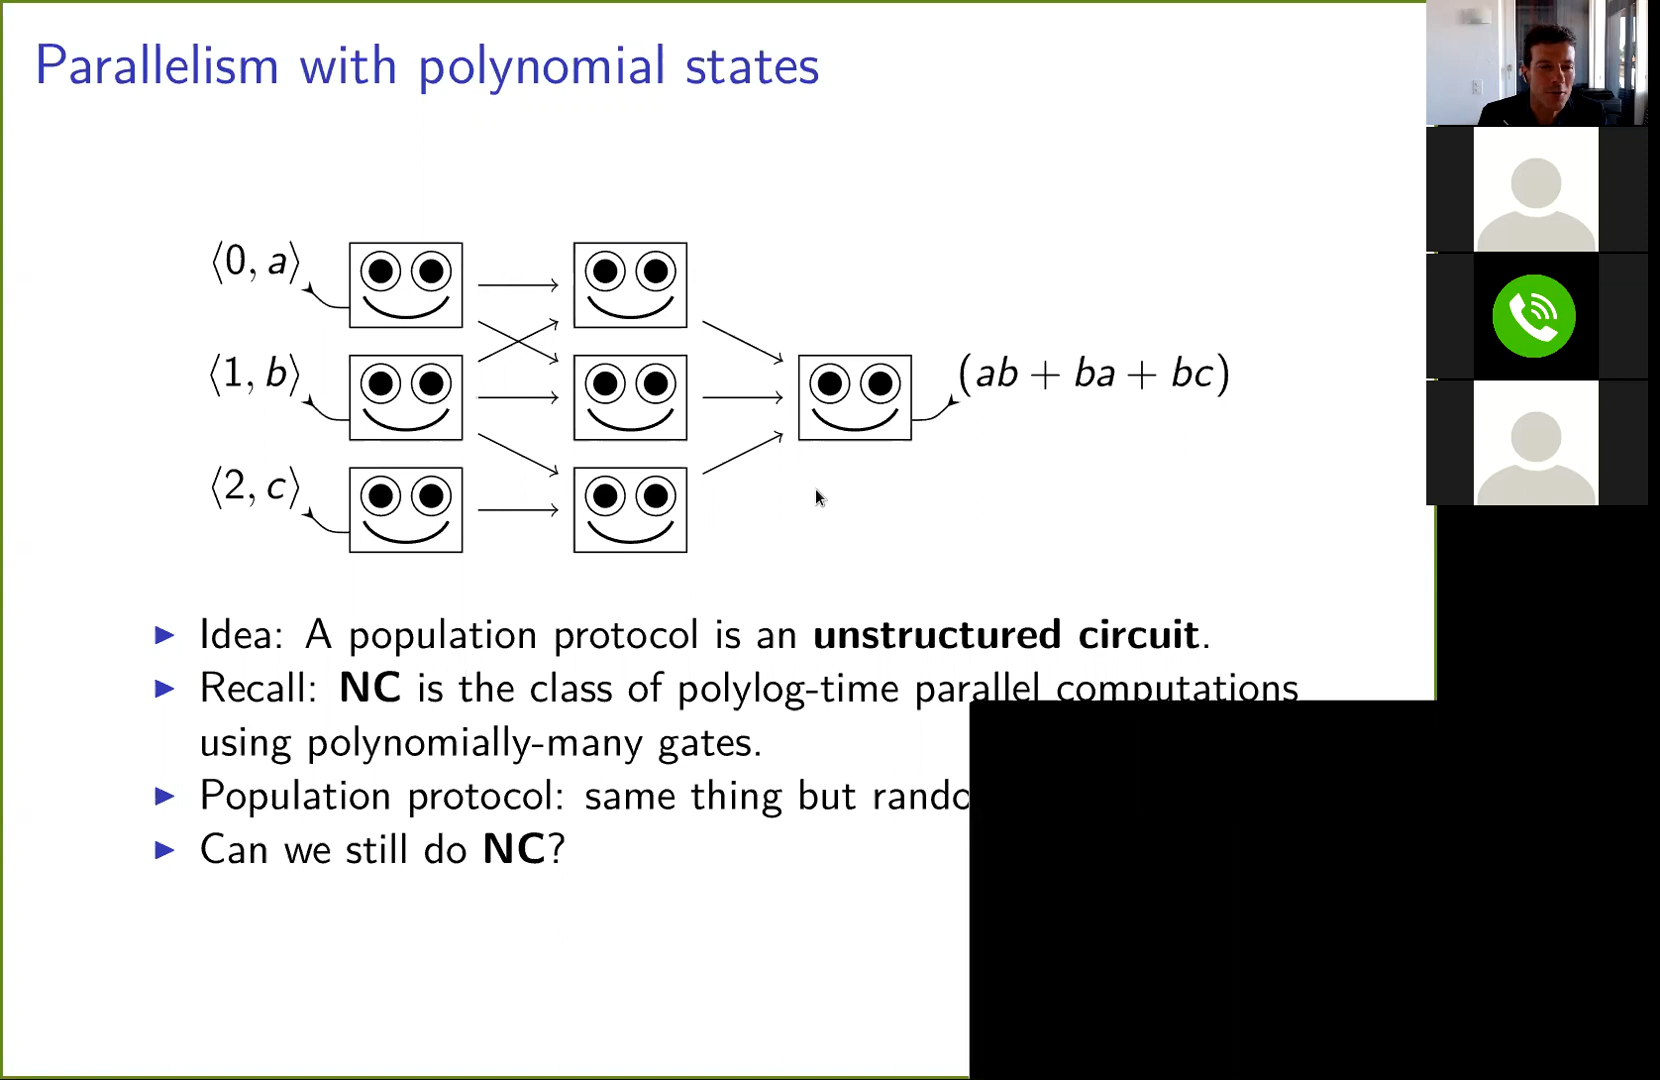 Parallelism with polynomial states
⟨0, a⟩
⟨1, b⟩
(ab + ba + bc)
⟨2, c⟩
Idea: A population protocol is an unstructured circuit.
Recall: NC is the class of polylog-time parallel computations
using polynomially-many gates.
Population protocol: same thing but
Can we still do NC?